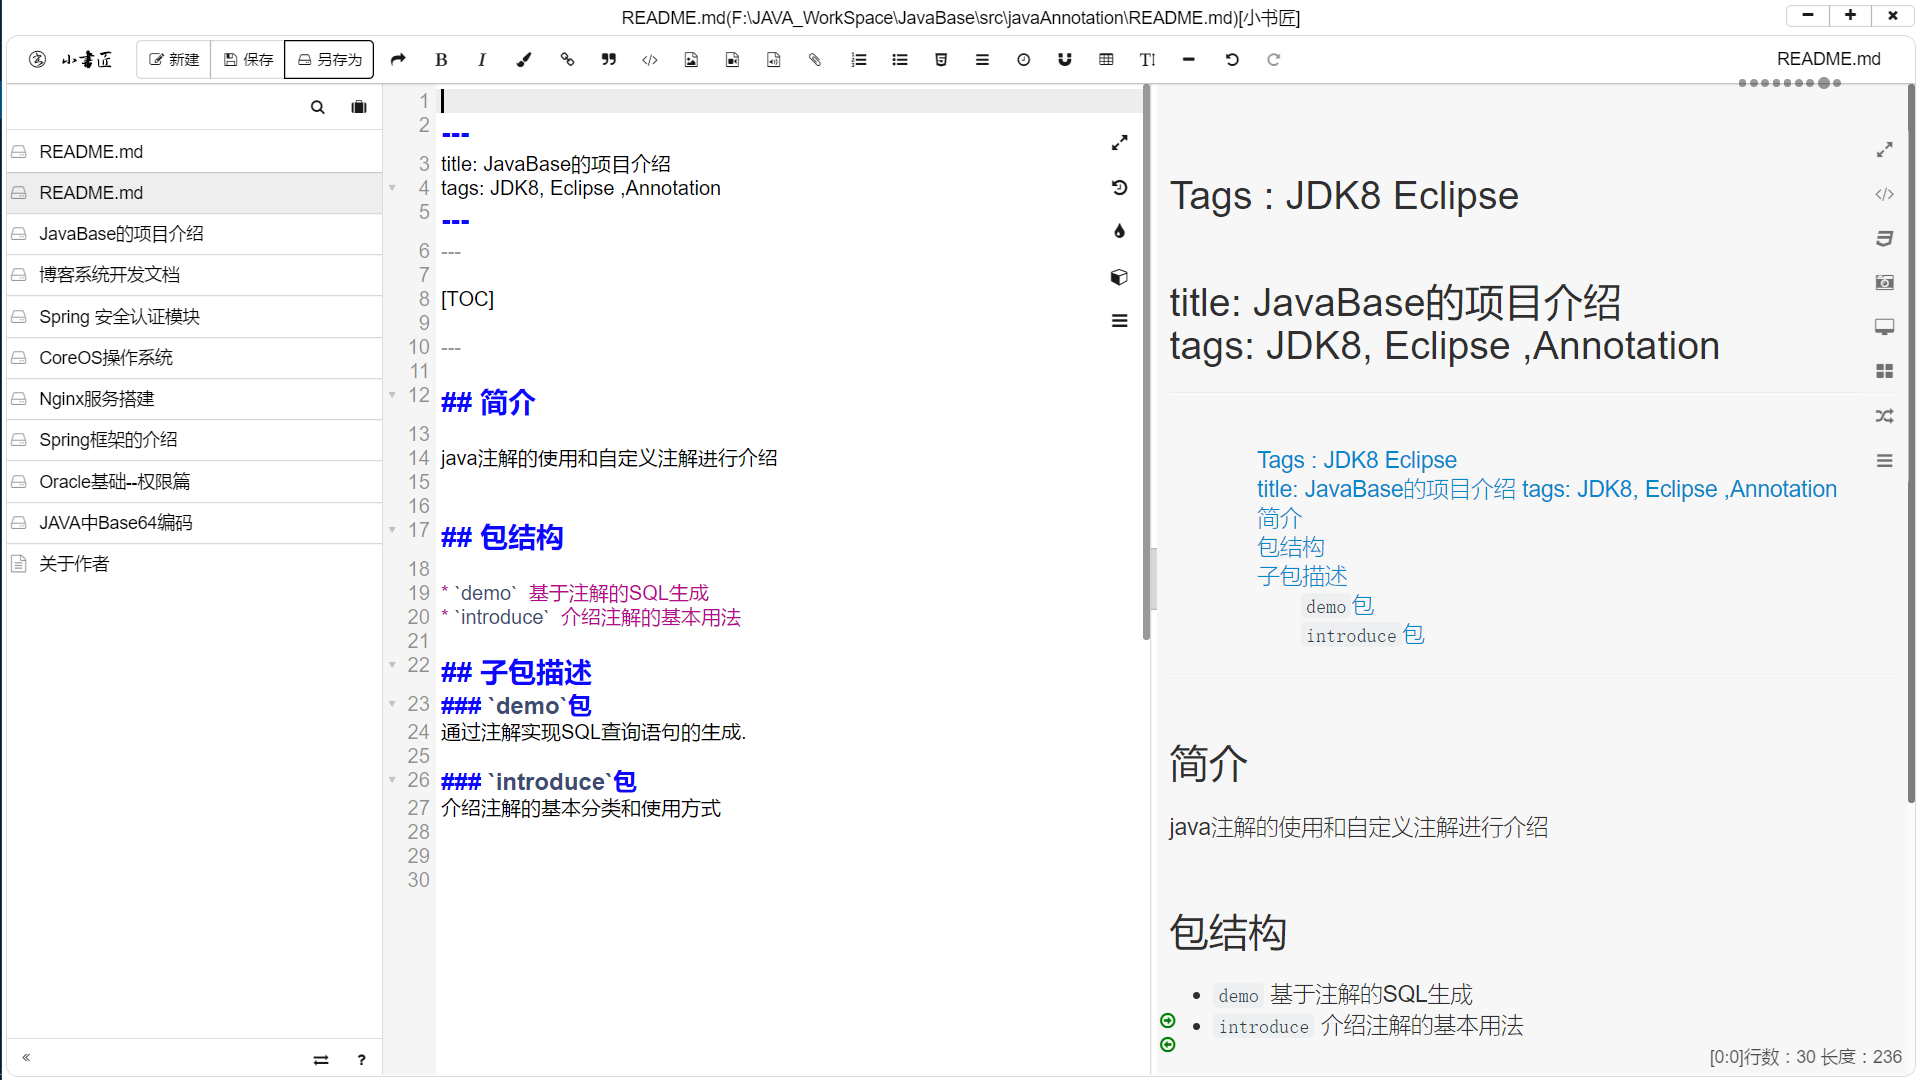 README.md(F:\JAVA_WorkSpace\JavaBase\src\javaAnnotation\README.md)[小书匠]
小書匠
新建
保存
另存为
README.md
README.md
README.md
JavaBase的项目介绍
博客系统开发文档
Spring 安全认证模块
CoreOS操作系统
Nginx服务搭建
Spring框架的介绍
Oracle基础--权限篇
JAVA中Base64编码
关于作者
1
2 ---
3 title: JavaBase的项目介绍
4 tags: JDK8, Eclipse ,Annotation
5 ---
6 ---
7
8 [TOC]
9
10 ---
11
12 ## 简介
13
14 java注解的使用和自定义注解进行介绍
15
16
17 ## 包结构
18
19 * `demo`  基于注解的SQL生成
20 * `introduce`  介绍注解的基本用法
21
22 ## 子包描述
23 ### `demo`包
24 通过注解实现SQL查询语句的生成.
25
26 ### `introduce`包
27 介绍注解的基本分类和使用方式
28
29
30
Tags : JDK8 Eclipse
title: JavaBase的项目介绍
tags: JDK8, Eclipse ,Annotation
Tags : JDK8 Eclipse
title: JavaBase的项目介绍 tags: JDK8, Eclipse ,Annotation
简介
包结构
子包描述
demo包
introduce包
简介
java注解的使用和自定义注解进行介绍
包结构
• demo 基于注解的SQL生成
• introduce 介绍注解的基本用法
[0:0]行数：30 长度：236